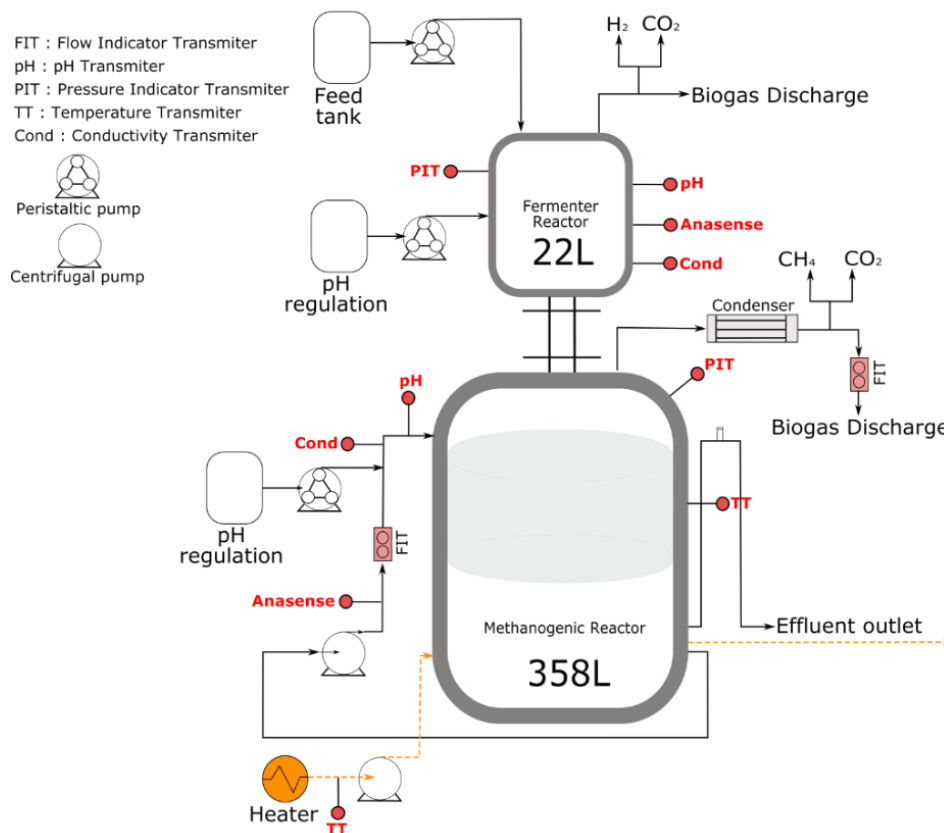 FIT : Flow Indicator Transmiter
pH : pH Transmiter
PIT : Pressure Indicator Transmiter
TT : Temperature Transmiter
Cond : Conductivity Transmiter
Peristaltic pump
Centrifugal pump
Feed
tank
H₂
CO₂
Biogas Discharge
PIT
pH
Fermenter
Reactor
22L
Anasense
Cond
pH
regulation
CH₄
CO₂
Condenser
PIT
FIT
Biogas Discharge
pH
Cond
pH
regulation
FIT
TT
Anasense
Methanogenic Reactor
358L
Effluent outlet
Heater
TT